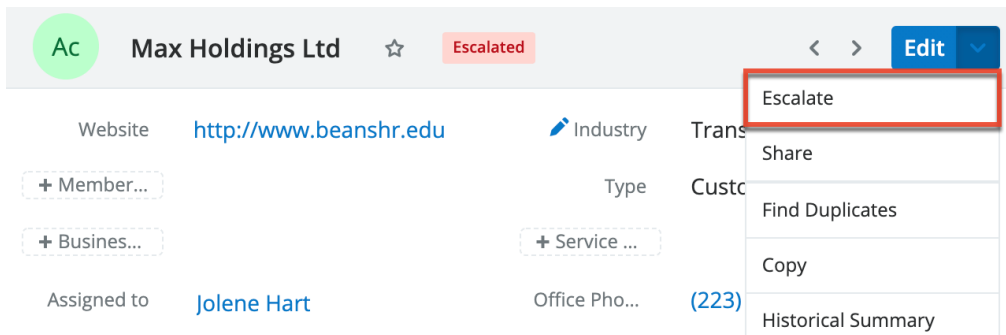 Ac Max Holdings Ltd Escalated Edit
Escalate
Website http://www.beanshr.edu Industry Trans
Share
+ Member... Type Custo
Find Duplicates
+ Busines... + Service ...
Copy
Assigned to Jolene Hart Office Pho... (223)
Historical Summary